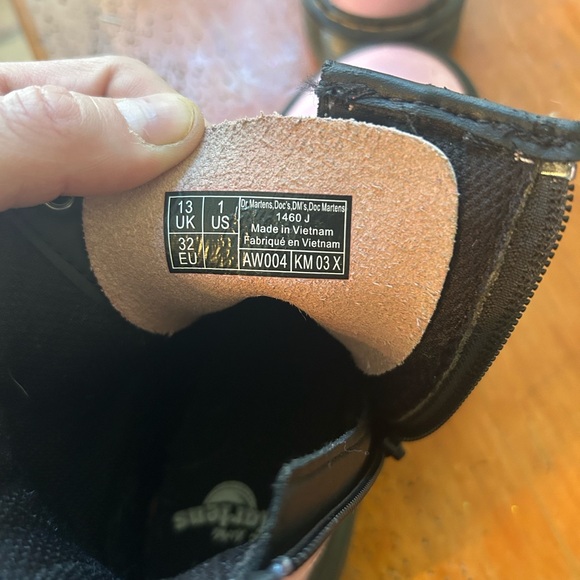 13 UK
1 US
32 EU
Dr.Martens,Doc's,DM's,Doc Martens
1460 J
Made in Vietnam
Fabriqué en Vietnam
AW004
KM 03 X
Martens